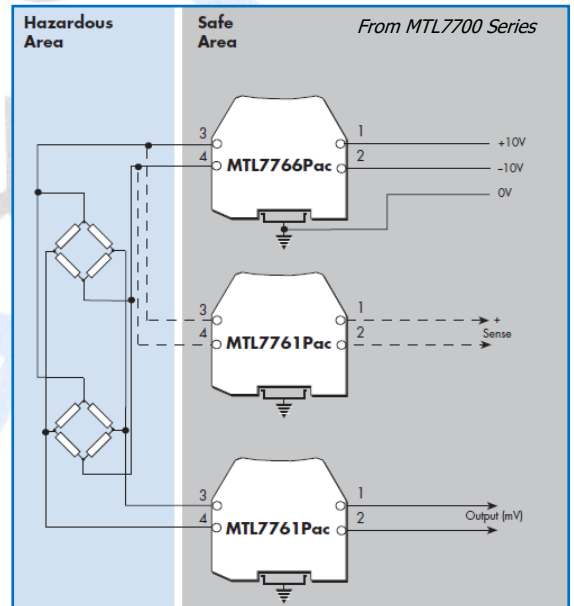 Hazardous
Area
Safe
Area
From MTL7700 Series
3
4
MTL7766Pac
1
2
+10V
–10V
0V
3
4
MTL7761Pac
1
2
+
Sense
3
4
MTL7761Pac
1
2
Output (mV)